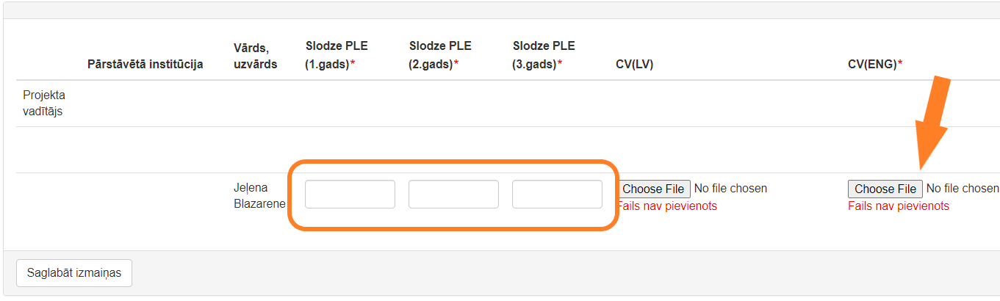 Pārstāvētā institūcija
Vārds,
uzvārds
Slodze PLE
(1.gads)*
Slodze PLE
(2.gads)*
Slodze PLE
(3.gads)*
CV(LV)
CV(ENG)*
Projekta
vadītājs
Jeļena
Blazarene
Choose File No file chosen
Fails nav pievienots
Choose File No file chosen
Fails nav pievienots
Saglabāt izmaiņas